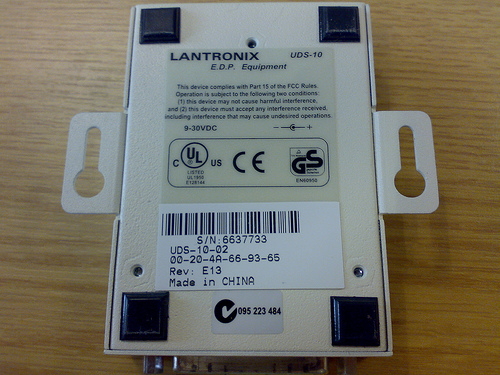 LANTRONIX UDS-10
E.D.P. Equipment
This device complies with Part 15 of the FCC Rules.
Operation is subject to the following two conditions:
(1) this device may not cause harmful interference,
and (2) this device must accept any interference received,
including interference that may cause undesired operations.
9-30VDC - +
C UL US CE GS
LISTED
UL1950
E128144
EN60950
S/N:6637733
UDS-10-02
00-20-4A-66-93-65
Rev: E13
Made in CHINA
095 223 484